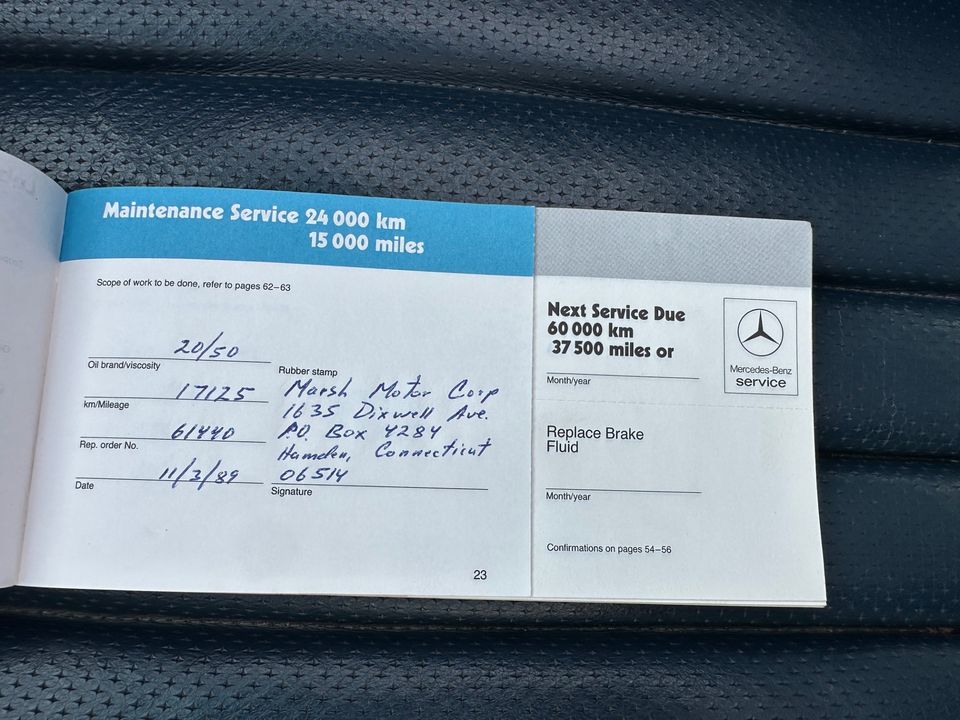 Maintenance Service 24 000 km
15 000 miles
Scope of work to be done, refer to pages 62–63
20/50
Oil brand/viscosity
17125
km/Mileage
61440
Rep. order No.
11/3/89
Date
Rubber stamp
Marsh Motor Corp
1635 Dixwell Ave.
P.O. Box 4284
Hamden, Connecticut
06514
Signature
23
Next Service Due
60 000 km
37 500 miles or
Month/year
Mercedes-Benz
service
Replace Brake
Fluid
Month/year
Confirmations on pages 54–56